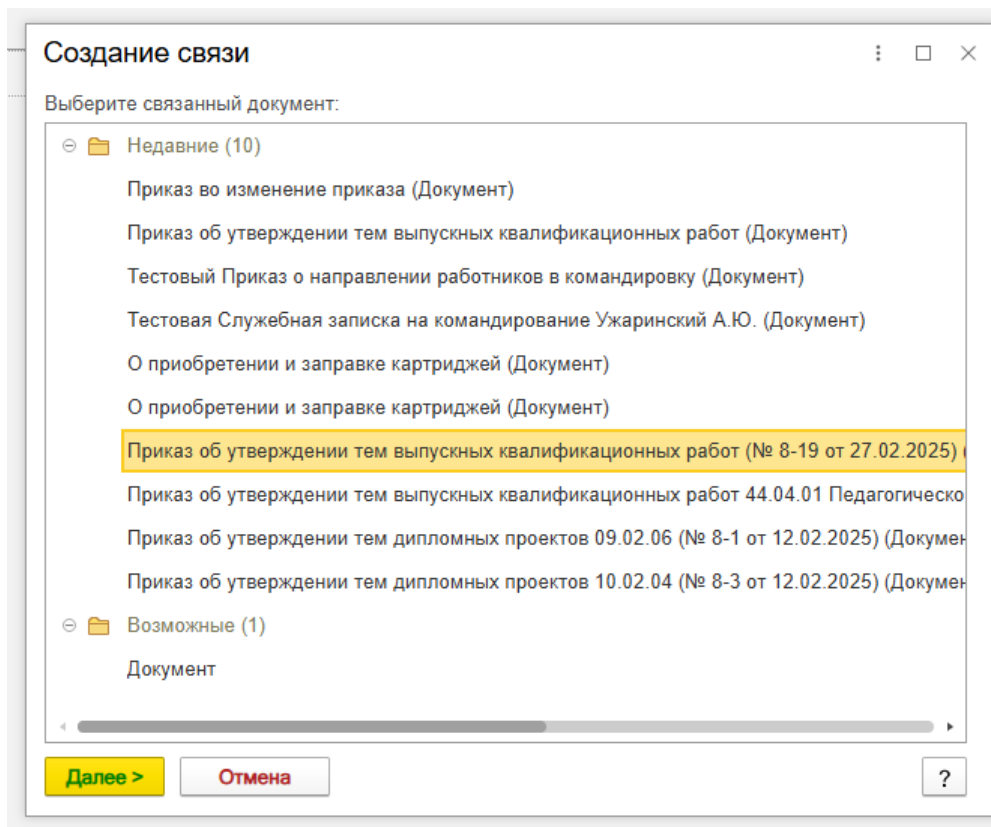 Создание связи
Выберите связанный документ:
Недавние (10)
Приказ во изменение приказа (Документ)
Приказ об утверждении тем выпускных квалификационных работ (Документ)
Тестовый Приказ о направлении работников в командировку (Документ)
Тестовая Служебная записка на командирование Ужаринский А.Ю. (Документ)
О приобретении и заправке картриджей (Документ)
О приобретении и заправке картриджей (Документ)
Приказ об утверждении тем выпускных квалификационных работ (№ 8-19 от 27.02.2025) (
Приказ об утверждении тем выпускных квалификационных работ 44.04.01 Педагогическо
Приказ об утверждении тем дипломных проектов 09.02.06 (№ 8-1 от 12.02.2025) (Докумен
Приказ об утверждении тем дипломных проектов 10.02.04 (№ 8-3 от 12.02.2025) (Докумен
Возможные (1)
Документ
Далее > Отмена ?